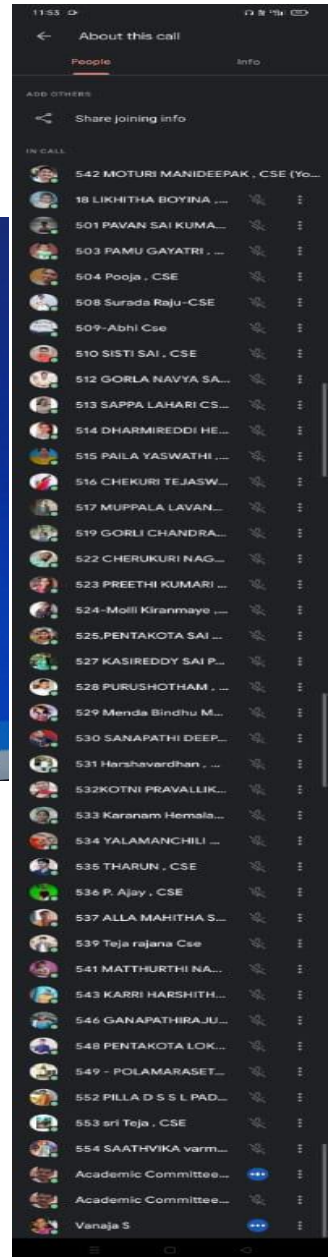 11:53
About this call
People Info
ADD OTHERS
Share joining info
IN CALL
542 MOTURI MANIDEEPAK , CSE (Yo...
18 LIKHITHA BOYINA ,...
501 PAVAN SAI KUMA...
503 PAMU GAYATRI , ...
504 Pooja , CSE
508 Surada Raju-CSE
509-Abhi Cse
510 SISTI SAI , CSE
512 GORLA NAVYA SA...
513 SAPPA LAHARI CS...
514 DHARMIREDDI HE...
515 PAILA YASWATHI ,...
516 CHEKURI TEJASW...
517 MUPPALA LAVAN...
519 GORLI CHANDRA...
522 CHERUKURI NAG...
523 PREETHI KUMARI ...
524-Molli Kiranmaye ,...
525,PENTAKOTA SAI ...
527 KASIREDDY SAI P...
528 PURUSHOTHAM , ...
529 Menda Bindhu M...
530 SANAPATHI DEEP...
531 Harshavardhan , ...
532KOTNI PRAVALLIK...
533 Karanam Hemala...
534 YALAMANCHILI ...
535 THARUN , CSE
536 P. Ajay , CSE
537 ALLA MAHITHA S...
539 Teja rajana Cse
541 MATTHURTHI NA...
543 KARRI HARSHITH...
546 GANAPATHIRAJU...
548 PENTAKOTA LOK...
549 - POLAMARASET...
552 PILLA D S S L PAD...
553 sri Teja , CSE
554 SAATHVIKA varm...
Academic Committee...
Academic Committee...
Vanaja S